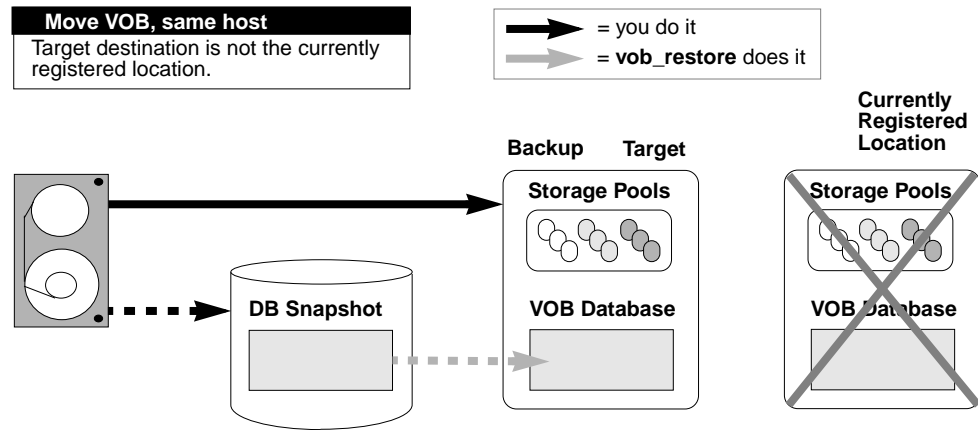 Move VOB, same host
Target destination is not the currently
registered location.
= you do it
= vob_restore does it
Currently
Registered
Location
Backup Target
Storage Pools
Storage Pools
DB Snapshot
VOB Database
VOB Database